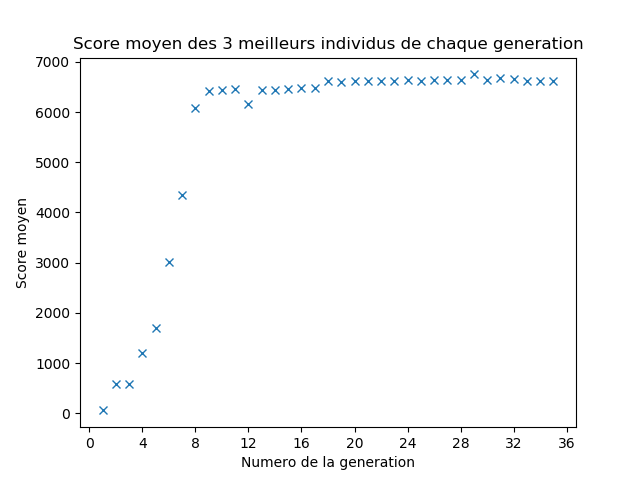 Score moyen des 3 meilleurs individus de chaque generation
7000
6000
5000
4000
3000
2000
1000
0
Score moyen
0 4 8 12 16 20 24 28 32 36
Numero de la generation